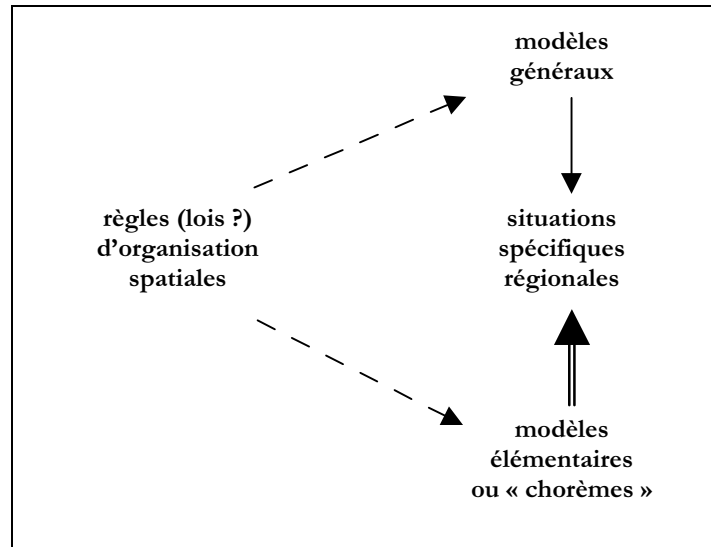 modèles
généraux
règles (lois ?)
d'organisation
spatiales
situations
spécifiques
régionales
modèles
élémentaires
ou « chorèmes »